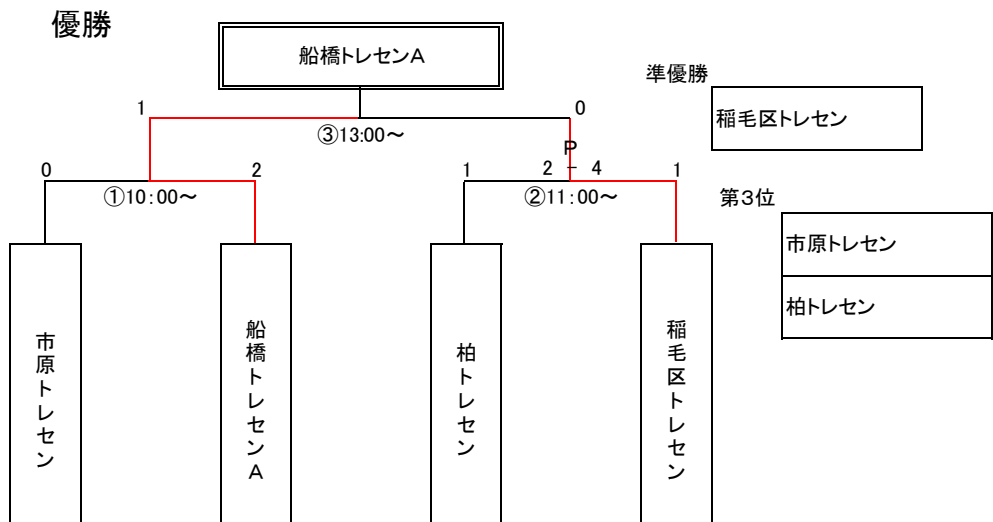 優勝
船橋トレセンA
準優勝
稲毛区トレセン
1 0
③13:00～
P
0 2 1 2 - 4 1
①10:00～ ②11:00～
第3位
市原トレセン
柏トレセン
市原トレセン
船橋トレセンA
柏トレセン
稲毛区トレセン